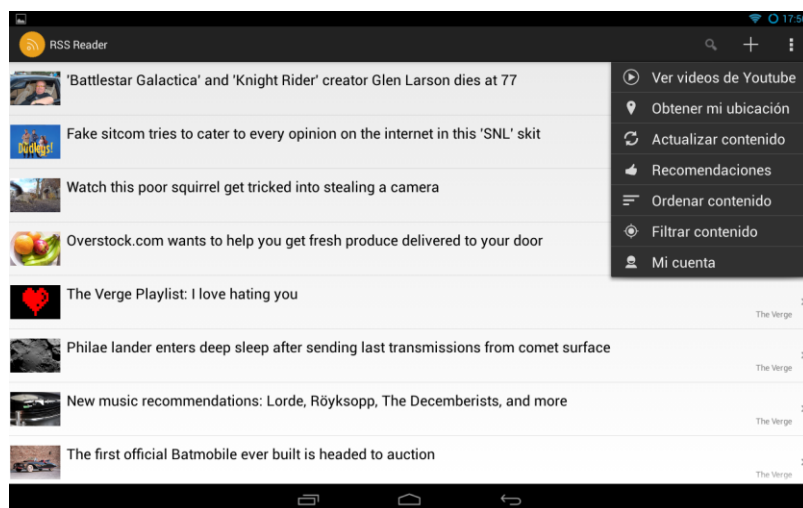 17:50
RSS Reader
'Battlestar Galactica' and 'Knight Rider' creator Glen Larson dies at 77
Fake sitcom tries to cater to every opinion on the internet in this 'SNL' skit
Dudleys!
Watch this poor squirrel get tricked into stealing a camera
Overstock.com wants to help you get fresh produce delivered to your door
The Verge Playlist: I love hating you
The Verge
Philae lander enters deep sleep after sending last transmissions from comet surface
The Verge
New music recommendations: Lorde, Röyksopp, The Decemberists, and more
The Verge
The first official Batmobile ever built is headed to auction
The Verge
Ver videos de Youtube
Obtener mi ubicación
Actualizar contenido
Recomendaciones
Ordenar contenido
Filtrar contenido
Mi cuenta